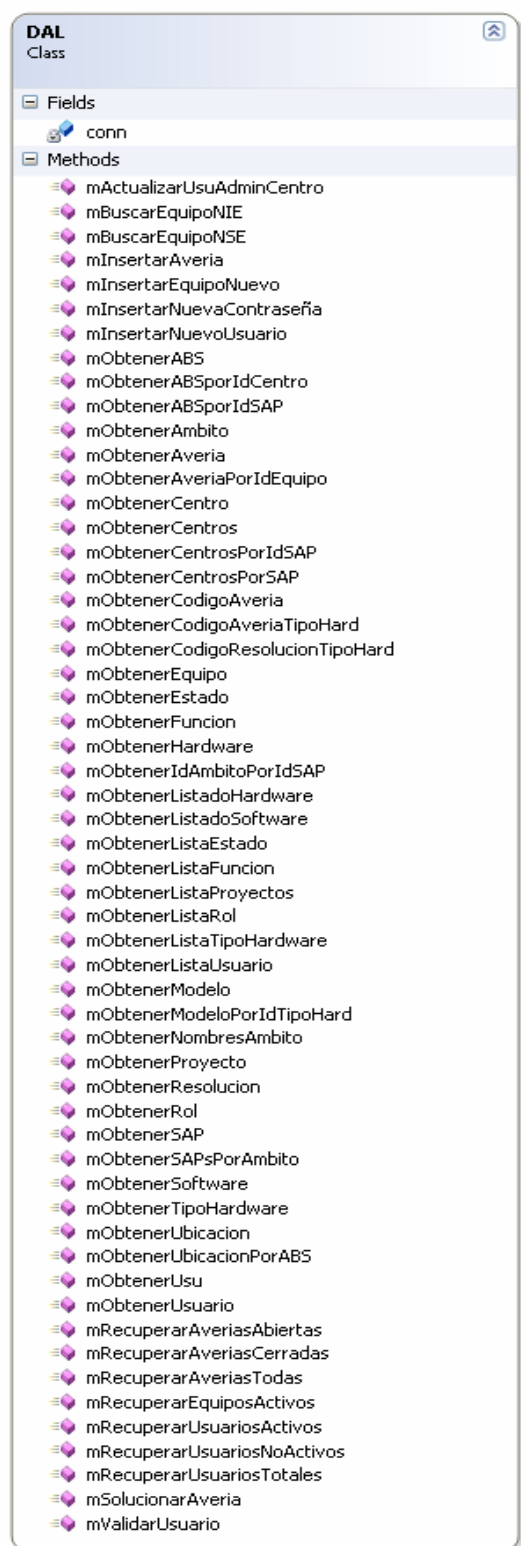 DAL
Class
Fields
conn
Methods
mActualizarUsuAdminCentro
mBuscarEquipoNIE
mBuscarEquipoNSE
mInsertarAveria
mInsertarEquipoNuevo
mInsertarNuevaContraseña
mInsertarNuevoUsuario
mObtenerABS
mObtenerABSporIdCentro
mObtenerABSporIdSAP
mObtenerAmbito
mObtenerAveria
mObtenerAveriaPorIdEquipo
mObtenerCentro
mObtenerCentros
mObtenerCentrosPorIdSAP
mObtenerCentrosPorSAP
mObtenerCodigoAveria
mObtenerCodigoAveriaTipoHard
mObtenerCodigoResolucionTipoHard
mObtenerEquipo
mObtenerEstado
mObtenerFuncion
mObtenerHardware
mObtenerIdAmbitoPorIdSAP
mObtenerListadoHardware
mObtenerListadoSoftware
mObtenerListaEstado
mObtenerListaFuncion
mObtenerListaProyectos
mObtenerListaRol
mObtenerListaTipoHardware
mObtenerListaUsuario
mObtenerModelo
mObtenerModeloPorIdTipoHard
mObtenerNombresAmbito
mObtenerProyecto
mObtenerResolucion
mObtenerRol
mObtenerSAP
mObtenerSAPsPorAmbito
mObtenerSoftware
mObtenerTipoHardware
mObtenerUbicacion
mObtenerUbicacionPorABS
mObtenerUsu
mObtenerUsuario
mRecuperarAveriasAbiertas
mRecuperarAveriasCerradas
mRecuperarAveriasTodas
mRecuperarEquiposActivos
mRecuperarUsuariosActivos
mRecuperarUsuariosNoActivos
mRecuperarUsuariosTotales
mSolucionarAveria
mValidarUsuario